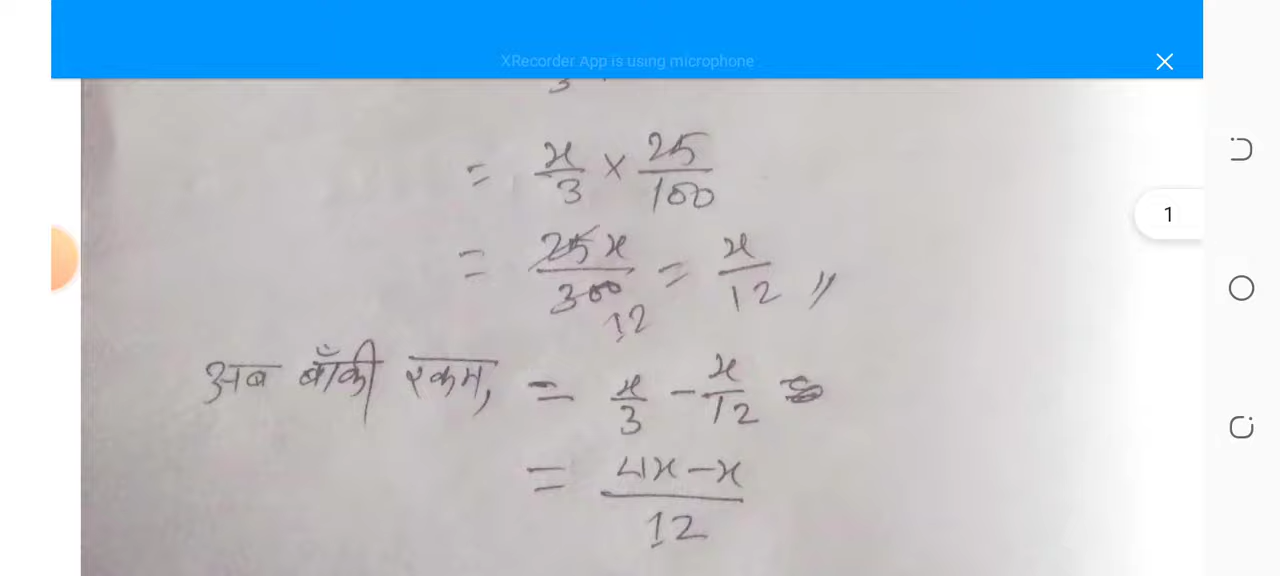 XRecorder App is using microphone
3
= x/3 × 25/100
1
= 25x/300 = x/12 //
12
अब बाँकी रकम, = x/3 - x/12
= 4x-x/12